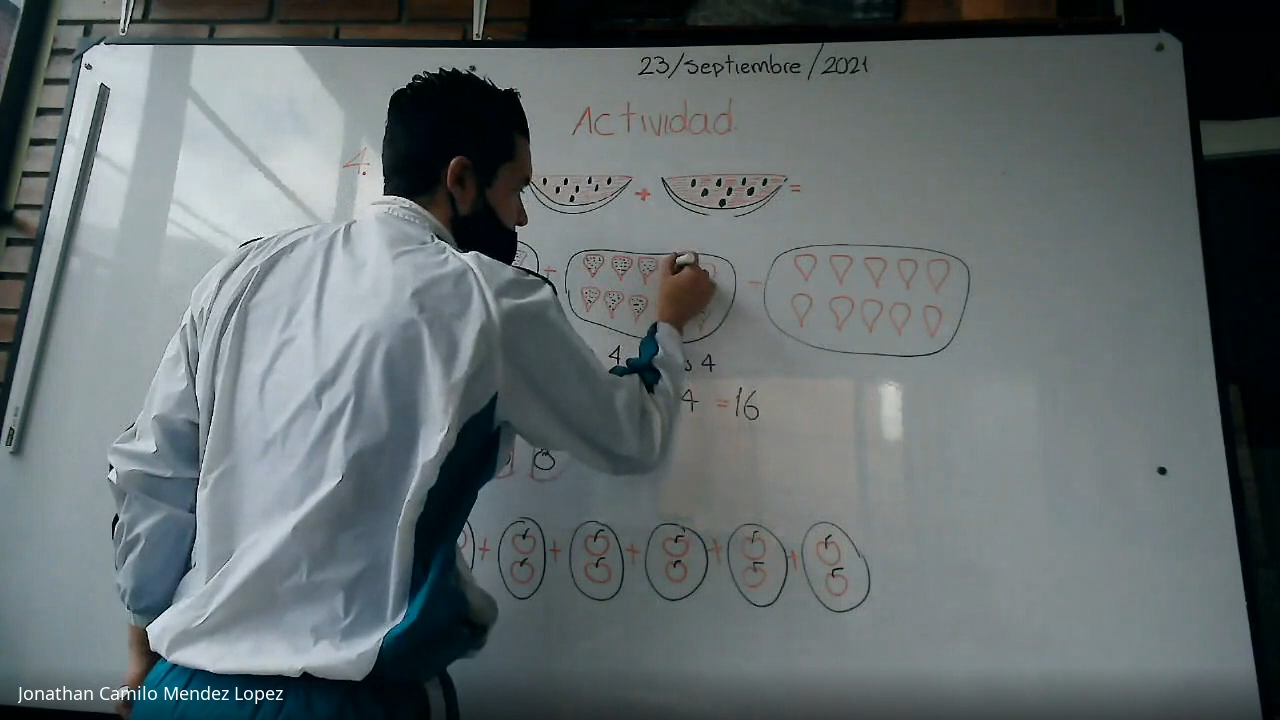 23/Septiembre/2021
Actividad.
4.
+ =
+ =
4 s 4
4 =16
+ + + + +
Jonathan Camilo Mendez Lopez